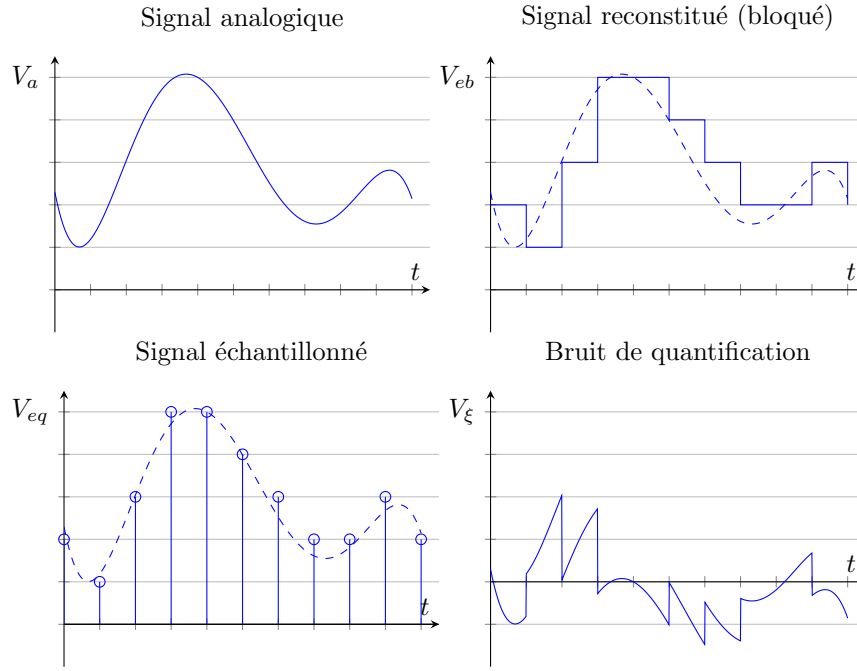 Signal analogique
V_a
t
Signal reconstitué (bloqué)
V_eb
t
Signal échantillonné
V_eq
t
Bruit de quantification
V_ξ
t